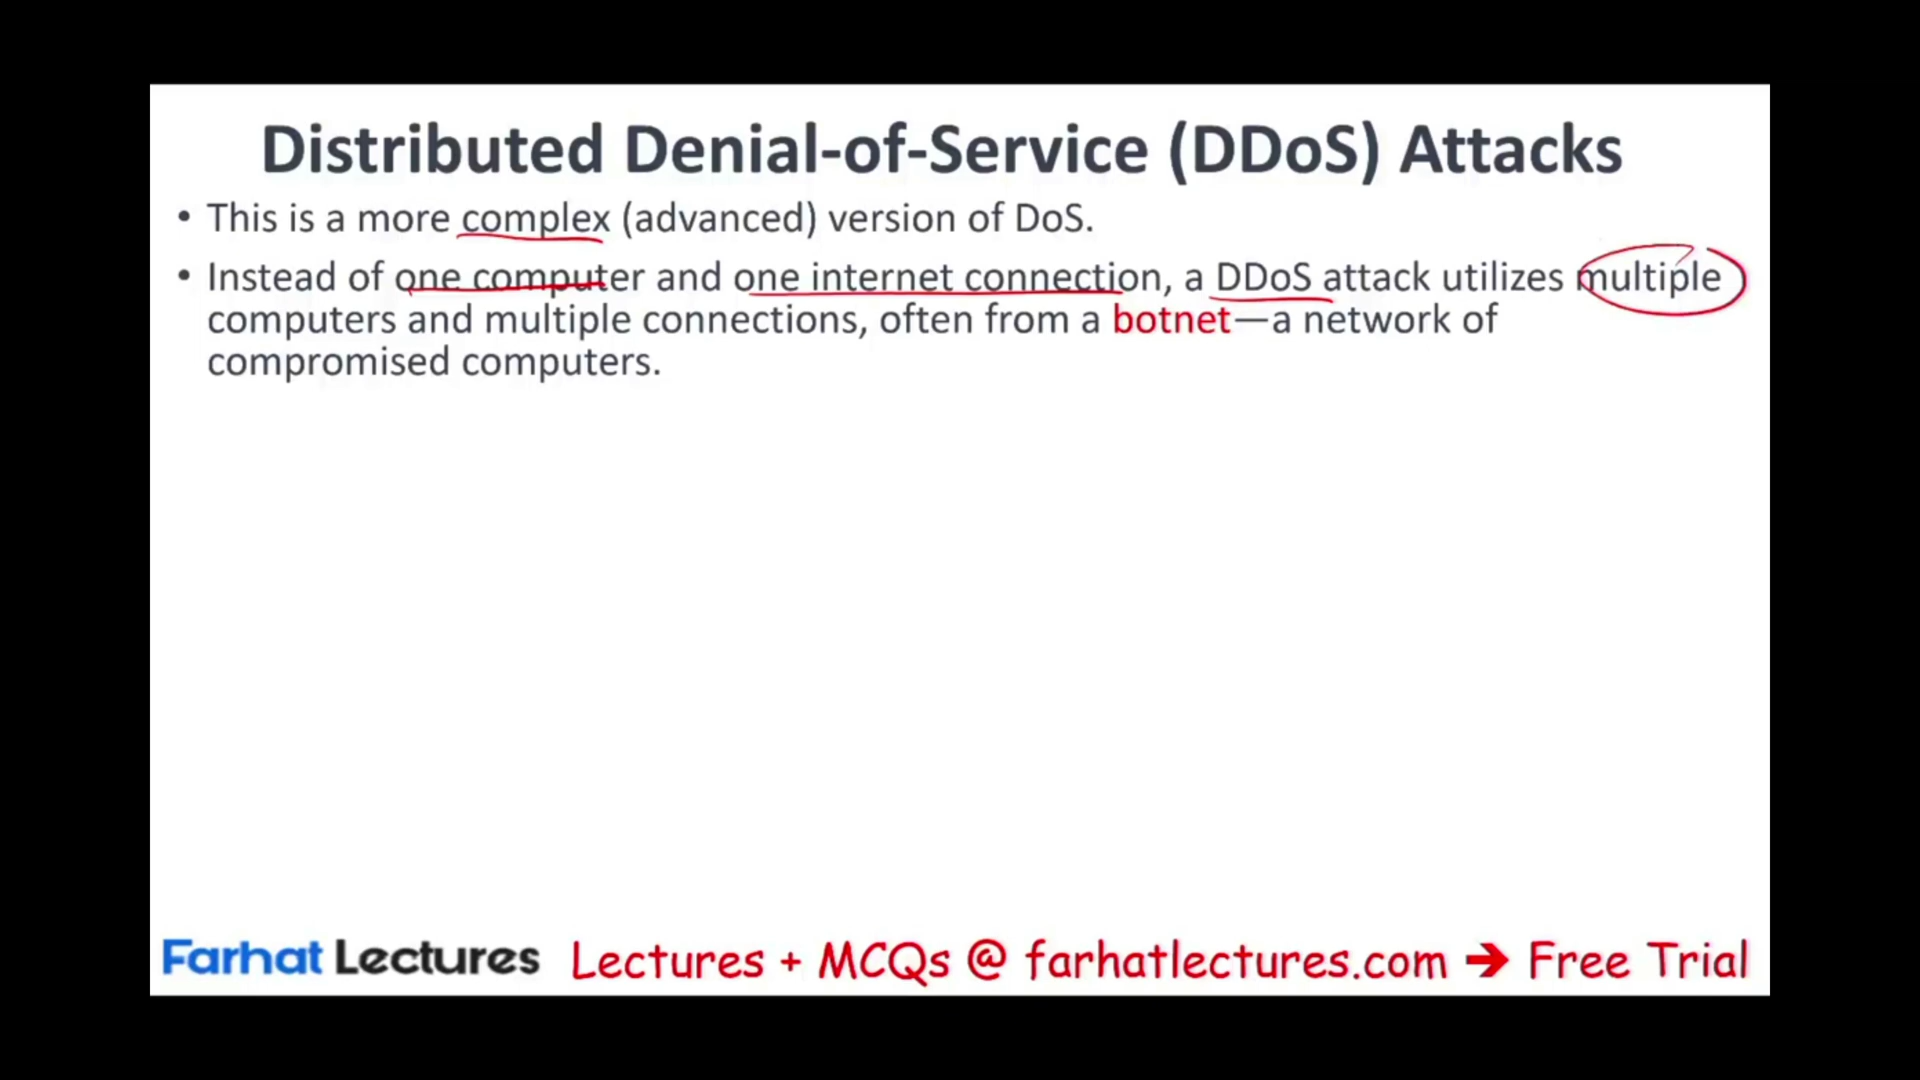 Distributed Denial-of-Service (DDoS) Attacks
• This is a more complex (advanced) version of DoS.
• Instead of one computer and one internet connection, a DDoS attack utilizes multiple
computers and multiple connections, often from a botnet—a network of
compromised computers.
Farhat Lectures Lectures + MCQs @ farhatlectures.com → Free Trial